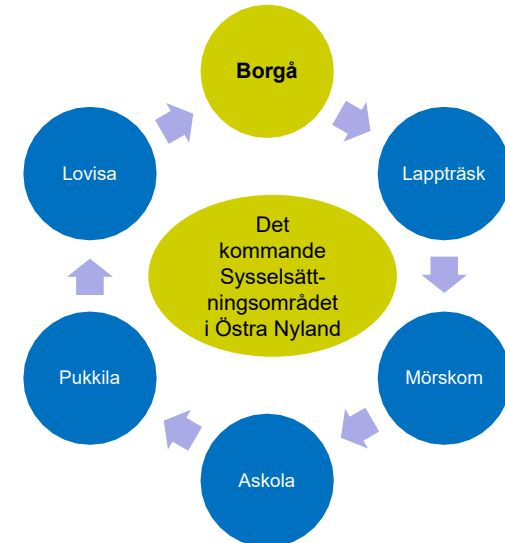 Borgå
Lovisa
Lappträsk
Det
kommande
Sysselsätt-
ningsområdet
i Östra Nyland
Pukkila
Mörskom
Askola